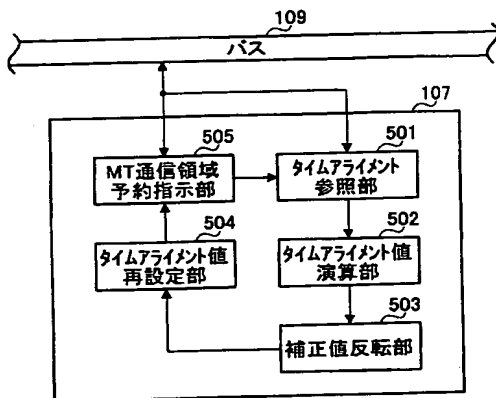 109
バス
107
505
MT通信領域
予約指示部
501
タイムアライメント
参照部
504
タイムアライメント値
再設定部
502
タイムアライメント値
演算部
503
補正値反転部